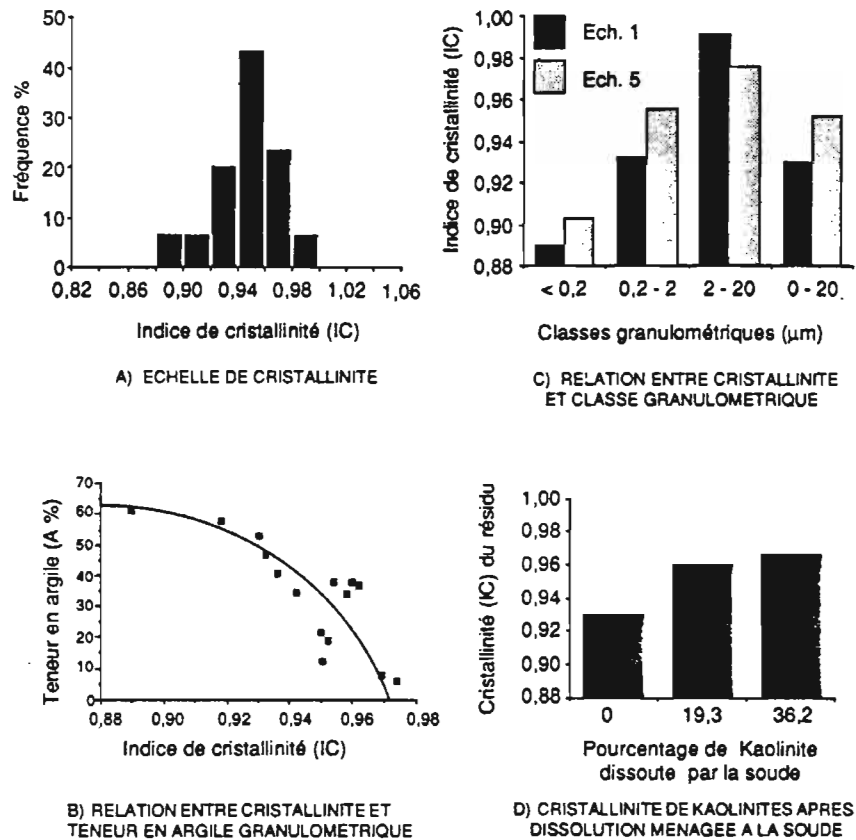 Fréquence %
50
40
30
20
10
0
0,82 0,86 0,90 0,94 0,98 1,02 1,06
Indice de cristallinité (IC)
A) ECHELLE DE CRISTALLINITE
Indice de cristallinité (IC)
1,00
0,98
0,96
0,94
0,92
0,90
0,88
Ech. 1
Ech. 5
< 0,2 0,2 - 2 2 - 20 0 - 20
Classes granulométriques (µm)
C) RELATION ENTRE CRISTALLINITE
ET CLASSE GRANULOMETRIQUE
Teneur en argile (A %)
70
60
50
40
30
20
10
0
0,88 0,90 0,92 0,94 0,96 0,98
Indice de cristallinité (IC)
B) RELATION ENTRE CRISTALLINITE ET
TENEUR EN ARGILE GRANULOMETRIQUE
Cristallinité (IC) du résidu
1,00
0,98
0,96
0,94
0,92
0,90
0,88
0 19,3 36,2
Pourcentage de Kaolinite
dissoute par la soude
D) CRISTALLINITE DE KAOLINITES APRES
DISSOLUTION MENAGEE A LA SOUDE